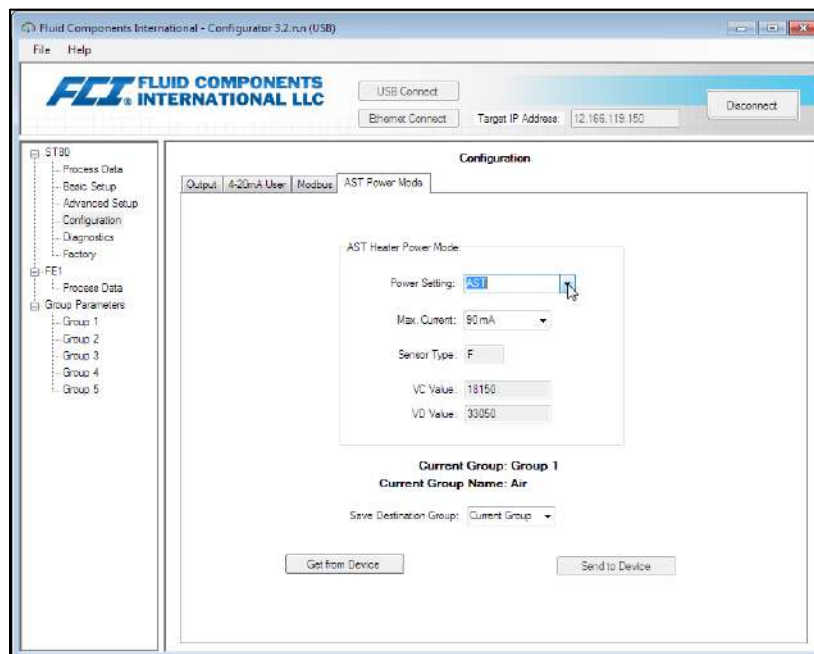 Fluid Components International - Configurator 3.2.n.n (USB)
File Help
FCI ® FLUID COMPONENTS
INTERNATIONAL LLC
USB Connect
Ethernet Connect
Target IP Address: 12.166.119.150
Disconnect
ST80
Process Data
Basic Setup
Advanced Setup
Configuration
Diagnostics
Factory
FE1
Process Data
Group Parameters
Group 1
Group 2
Group 3
Group 4
Group 5
Configuration
Output 4-20mA User Modbus AST Power Mode
AST Heater Power Mode
Power Setting: AST
Max. Current: 90 mA
Sensor Type: F
VC Value: 18150
VD Value: 33050
Current Group: Group 1
Current Group Name: Air
Save Destination Group: Current Group
Get from Device
Send to Device